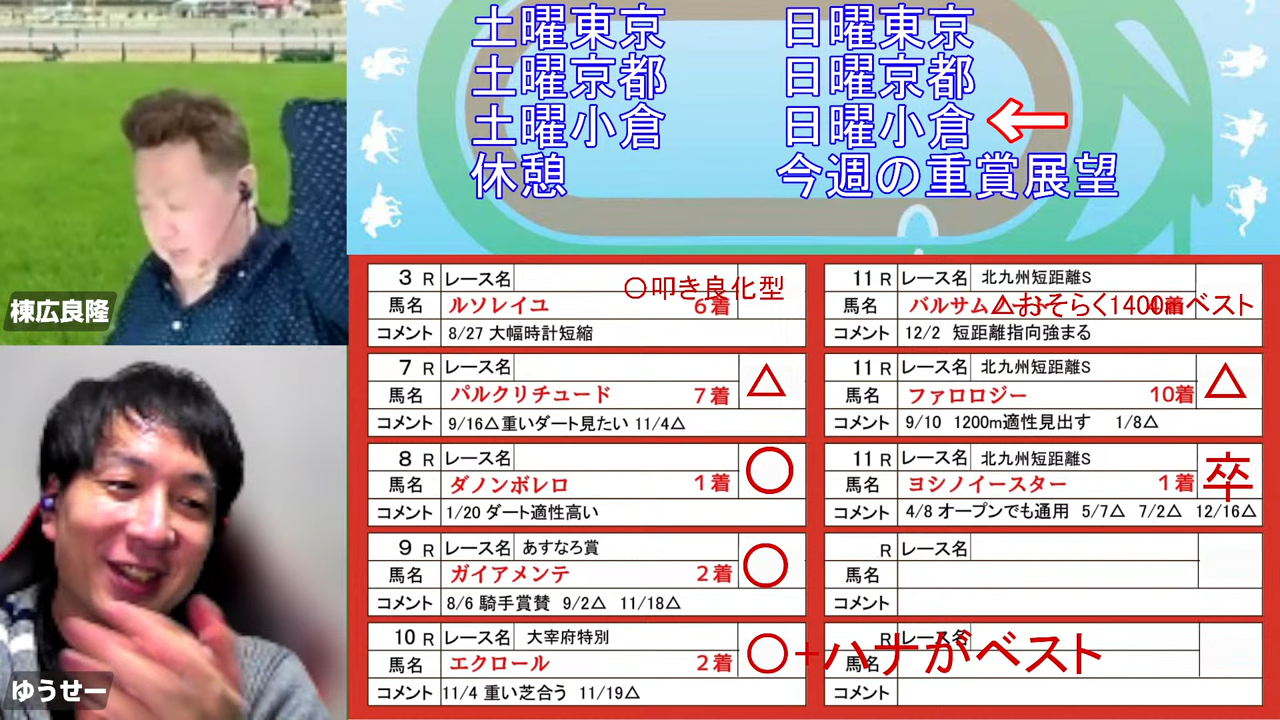 土曜東京 日曜東京
土曜京都 日曜京都
土曜小倉 日曜小倉
休憩 今週の重賞展望
棟広良隆
ゆうせー
3 R レース名
〇叩き良化型
馬名 ルソレイユ 6着
コメント 8/27 大幅時計短縮
7 R レース名
馬名 パルクリチュード 7着 △
コメント 9/16△重いダート見たい 11/4△
8 R レース名
馬名 ダノンボレロ 1着 〇
コメント 1/20 ダート適性高い
9 R レース名 あすなろ賞
馬名 ガイアメンテ 2着 〇
コメント 8/6 騎手賞賛 9/2△ 11/18△
10 R レース名 大宰府特別
馬名 エクロール 2着 〇+ハナがベスト
コメント 11/4 重い芝合う 11/19△
11 R レース名 北九州短距離S
馬名 バルサム 着
△おそらく1400mベスト
コメント 12/2 短距離指向強まる
11 R レース名 北九州短距離S
馬名 ファロロジー 10着 △
コメント 9/10 1200m適性見出す 1/8△
11 R レース名 北九州短距離S
馬名 ヨシノイースター 1着 卒
コメント 4/8 オープンでも通用 5/7△ 7/2△ 12/16△
R レース名
馬名
コメント
R レース名
馬名
コメント